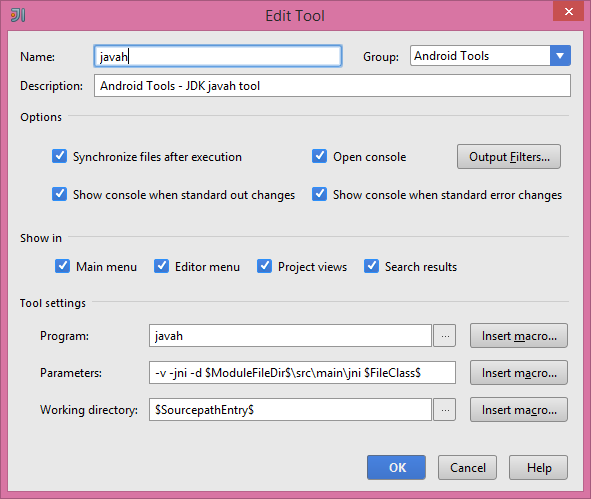 Edit Tool
Name: javah Group: Android Tools
Description: Android Tools - JDK javah tool
Options
Synchronize files after execution Open console Output Filters...
Show console when standard out changes Show console when standard error changes
Show in
Main menu Editor menu Project views Search results
Tool settings
Program: javah ... Insert macro...
Parameters: -v -jni -d $ModuleFileDir$\src\main\jni $FileClass$ Insert macro...
Working directory: $SourcepathEntry$ ... Insert macro...
OK Cancel Help